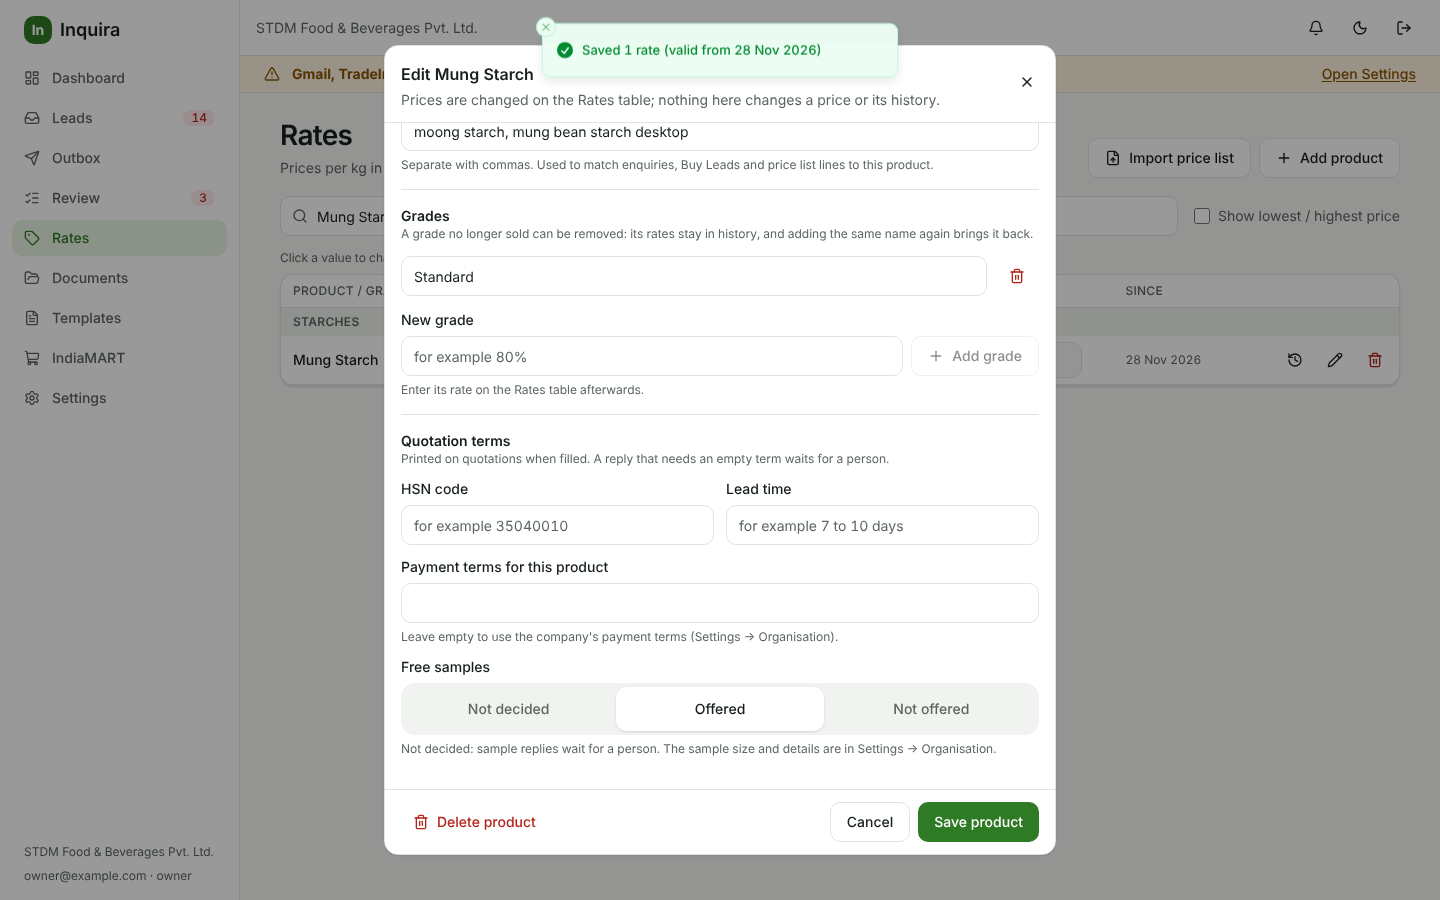 In Inquira
Dashboard
Leads 14
Outbox
Review 3
Rates
Documents
Templates
IndiaMART
Settings
STDM Food & Beverages Pvt. Ltd.
owner@example.com · owner
STDM Food & Beverages Pvt. Ltd.
Saved 1 rate (valid from 28 Nov 2026)
Gmail,
Open Settings
Rates
Prices per kg in
Import price list
Add product
Mung Star
Show lowest / highest price
Click a value to ch
PRODUCT / GR
SINCE
STARCHES
Mung Starch
28 Nov 2026
Edit Mung Starch
Prices are changed on the Rates table; nothing here changes a price or its history.
moong starch, mung bean starch desktop
Separate with commas. Used to match enquiries, Buy Leads and price list lines to this product.
Grades
A grade no longer sold can be removed: its rates stay in history, and adding the same name again brings it back.
Standard
New grade
for example 80%
Add grade
Enter its rate on the Rates table afterwards.
Quotation terms
Printed on quotations when filled. A reply that needs an empty term waits for a person.
HSN code
Lead time
for example 35040010
for example 7 to 10 days
Payment terms for this product
Leave empty to use the company's payment terms (Settings → Organisation).
Free samples
Not decided
Offered
Not offered
Not decided: sample replies wait for a person. The sample size and details are in Settings → Organisation.
Delete product
Cancel
Save product